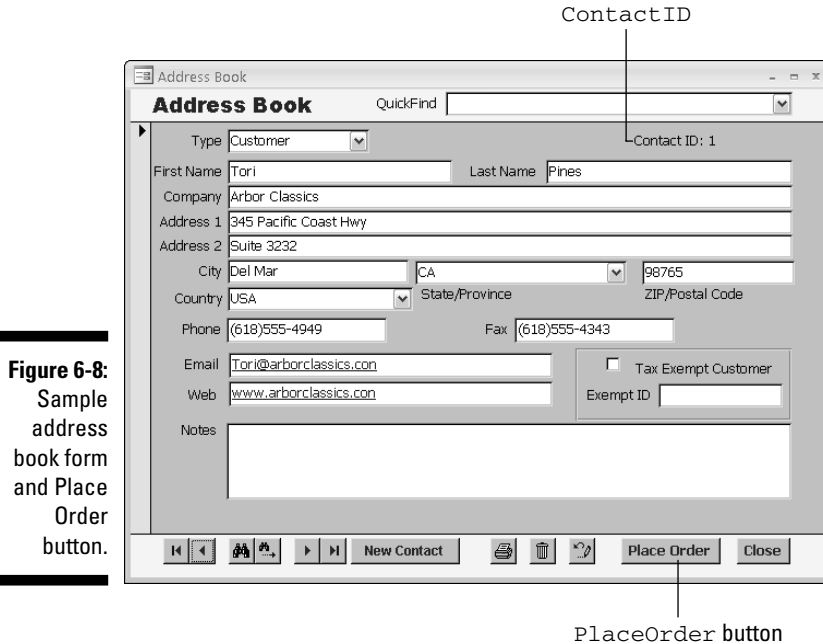 ContactID
Address Book
Address Book QuickFind
Type Customer Contact ID: 1
First Name Tori Last Name Pines
Company Arbor Classics
Address 1 345 Pacific Coast Hwy
Address 2 Suite 3232
City Del Mar CA 98765
Country USA State/Province ZIP/Postal Code
Phone (618)555-4949 Fax (618)555-4343
Email Tori@arborclassics.con Tax Exempt Customer
Web www.arborclassics.con Exempt ID
Notes
New Contact Place Order Close
Figure 6-8:
Sample
address
book form
and Place
Order
button.
PlaceOrder button